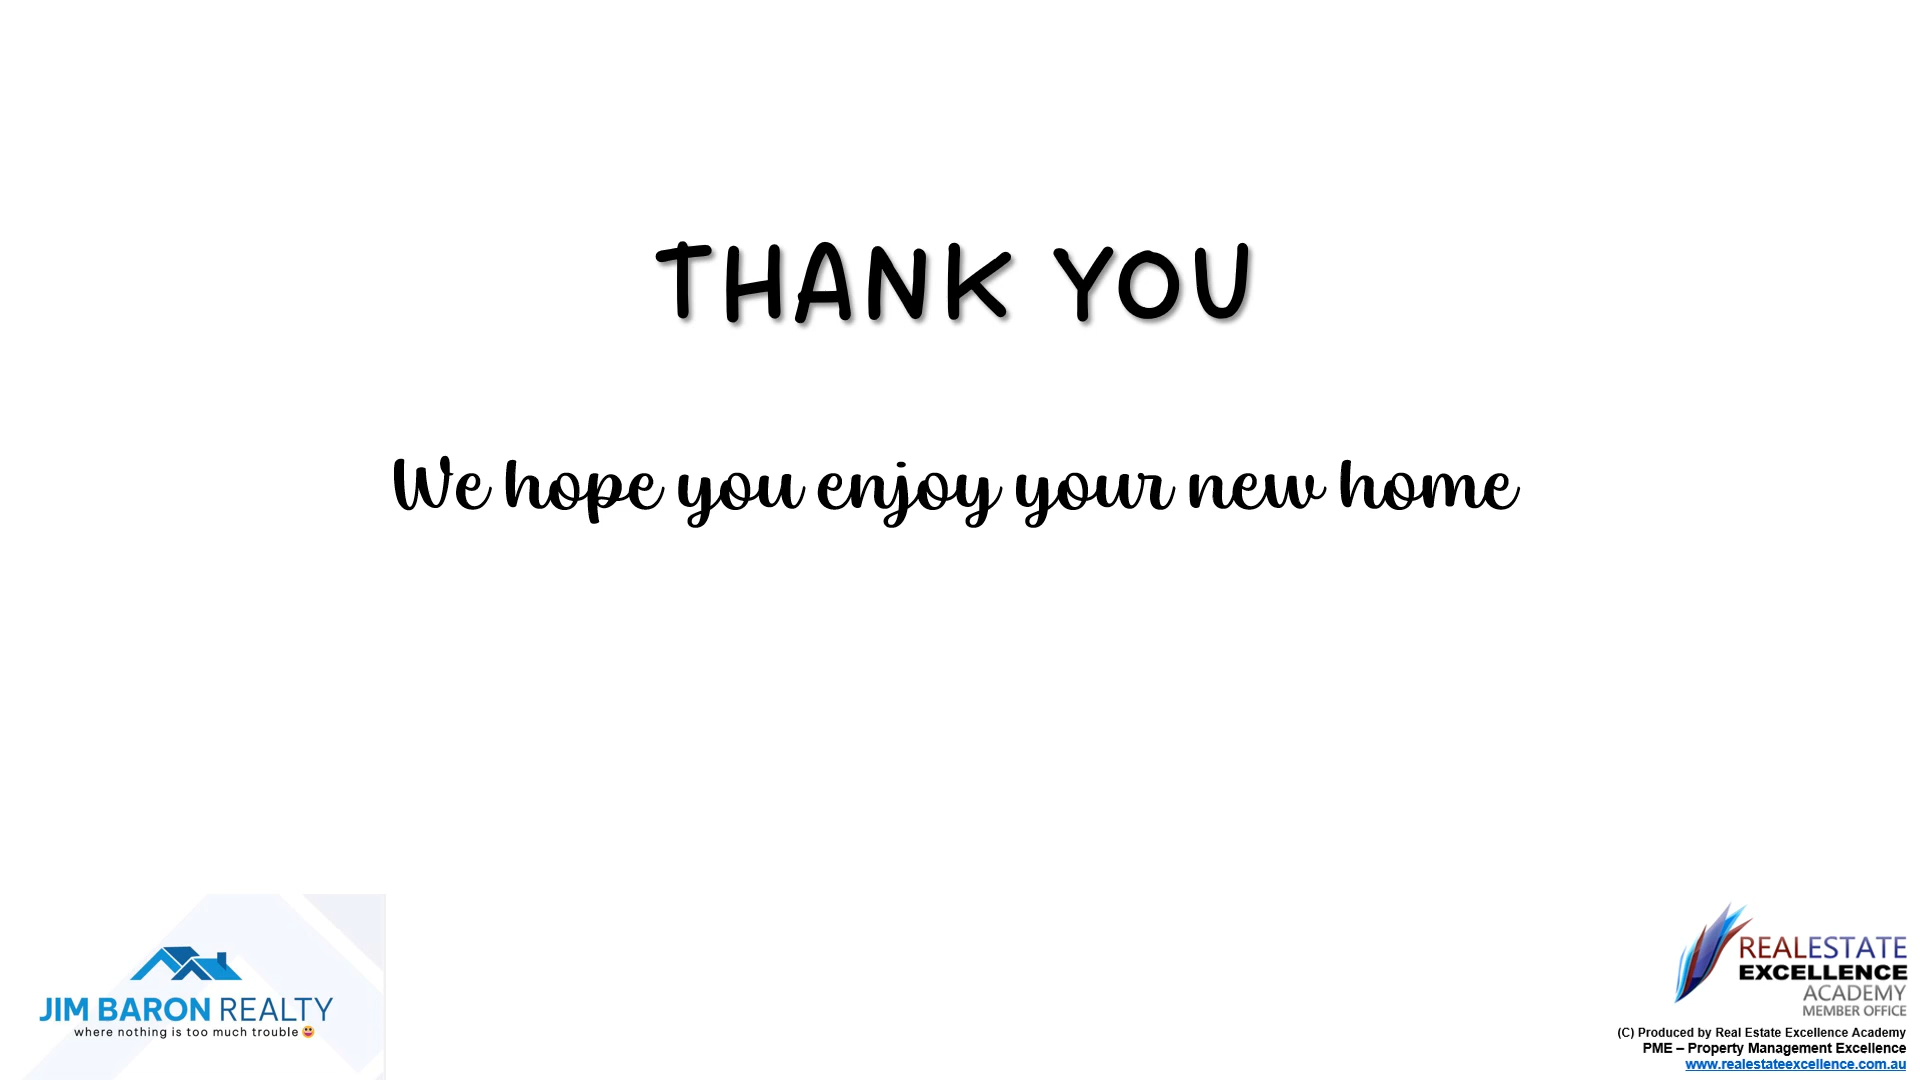 THANK YOU
We hope you enjoy your new home
JIM BARON REALTY
where nothing is too much trouble 😀
REALESTATE
EXCELLENCE
ACADEMY
MEMBER OFFICE
(C) Produced by Real Estate Excellence Academy
PME – Property Management Excellence
www.realestateexcellence.com.au